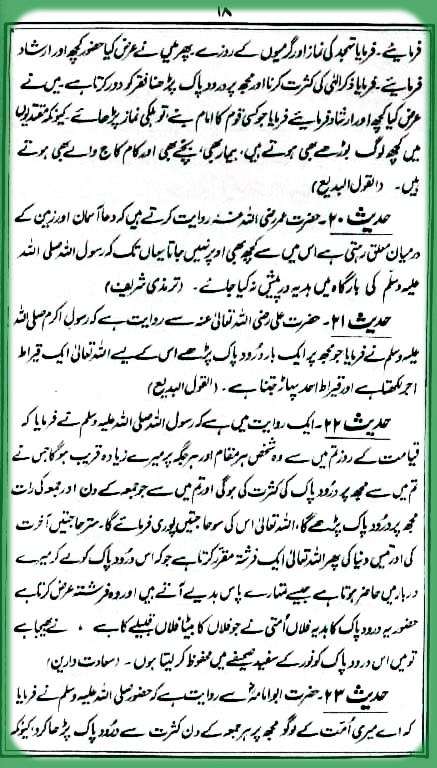 ۱۸
فرمایئے۔ فرمایا تہجد کی نماز اور گرمیوں کے روزے۔ پھر میں نے عرض کیا حضور کچھ اور ارشاد
فرمایئے۔ فرمایا ذکر الٰہی کی کثرت کرنا اور مجھ پر درود پاک پڑھنا فقر کو دور کرتا ہے۔ میں نے
عرض کیا کچھ اور ارشاد فرمایئے فرمایا جو کسی قوم کا امام بنے تو ہلکی نماز پڑھائے۔ کیونکہ مقتدیوں
میں کچھ لوگ بوڑھے بھی ہوتے ہیں، بیمار بھی، بچے بھی اور کام کاج والے بھی ہوتے
ہیں۔ (القول البدیع)
حدیث ۲۰۔ حضرت عمر رضی اللہ عنہ روایت کرتے ہیں کہ دعا آسمان اور زمین کے
درمیان معلق رہتی ہے اس میں سے کچھ بھی اوپر نہیں جاتا یہاں تک کہ رسول اللہ صلی اللہ
علیہ وسلم کی بارگاہ میں ہدیہ درود پیش نہ کیا جائے۔ (ترمذی شریف)
حدیث ۲۱۔ حضرت علی رضی اللہ تعالیٰ عنہ سے روایت ہے کہ رسول اکرم صلی اللہ
علیہ وسلم نے فرمایا جو مجھ پر ایک بار درود پاک پڑھے اس کے لیے اللہ تعالیٰ ایک قیراط
اجر لکھتا ہے اور قیراط احد پہاڑ جتنا ہے۔ (القول البدیع)
حدیث ۲۲۔ ایک روایت میں ہے کہ رسول اللہ صلی اللہ علیہ وسلم نے فرمایا کہ
قیامت کے روز تم میں سے وہ شخص ہر مقام اور ہر جگہ پر میرے زیادہ قریب ہوگا جس نے
تم میں سے مجھ پر درود پاک کی کثرت کی ہوگی اور تم میں سے جو جمعہ کے دن اور جمعہ کی رات
مجھ پر درود پاک پڑھے گا، اللہ تعالیٰ اس کی سو حاجتیں پوری فرمائے گا۔ ستر حاجتیں آخرت
کی اور تیس دنیا کی پھر اللہ تعالیٰ ایک فرشتہ مقرر کرتا ہے جو کہ اس درود پاک کو لے کر میرے
دربار میں حاضر ہوتا ہے جیسے تمہارے پاس ہدیے آتے ہیں اور وہ فرشتہ عرض کرتا ہے
حضور یہ درود پاک کا ہدیہ فلاں اُمتی نے جو فلاں کا بیٹا فلاں قبیلے کا ہے، نے بھیجا ہے
تو میں اس درود پاک کو نور کے سفید صحیفے میں محفوظ کر لیتا ہوں۔ (سعادت دارین)
حدیث ۲۳۔ حضرت ابوامامہؓ سے روایت ہے کہ حضور صلی اللہ علیہ وسلم نے فرمایا
کہ اے میری اُمت کے لوگو مجھ پر ہر جمعہ کے دن کثرت سے درود پاک پڑھا کرو، کیونکہ